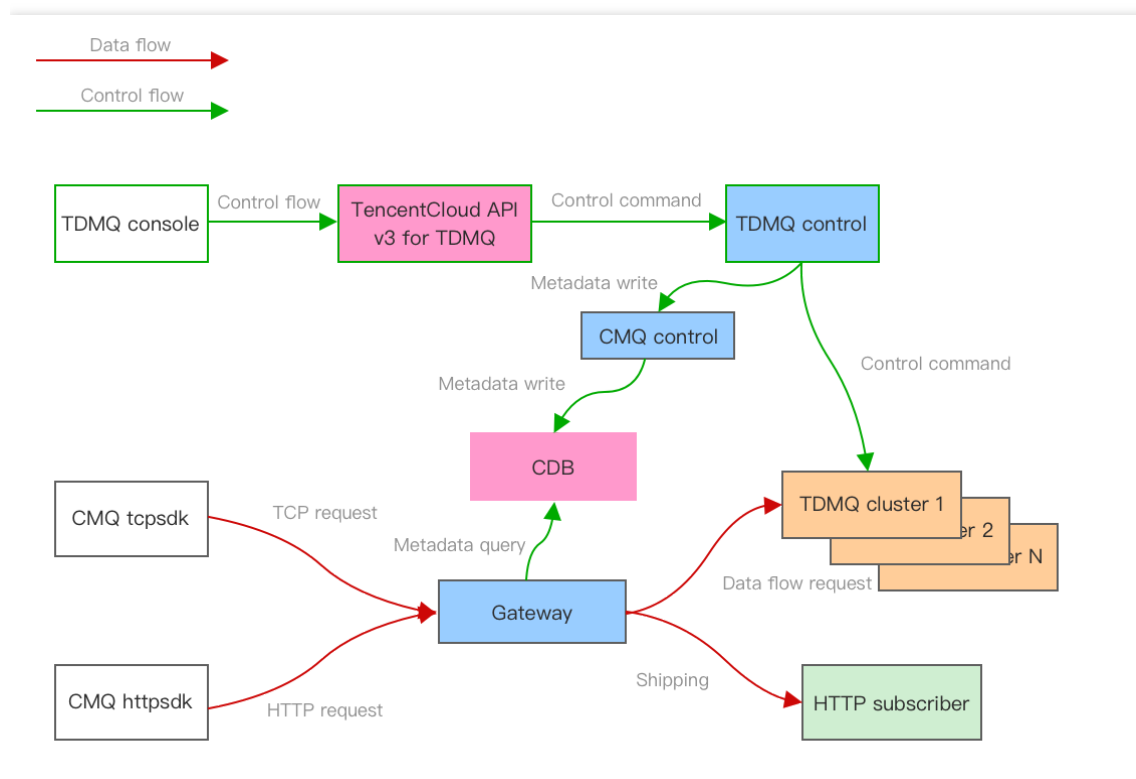 Data flow
Control flow
TDMQ console
Control flow
TencentCloud API
v3 for TDMQ
Control command
TDMQ control
Metadata write
CMQ control
Control command
Metadata write
CDB
CMQ tcpsdk
TCP request
Metadata query
Gateway
TDMQ cluster 1
er 2
er N
Data flow request
CMQ httpsdk
HTTP request
Shipping
HTTP subscriber